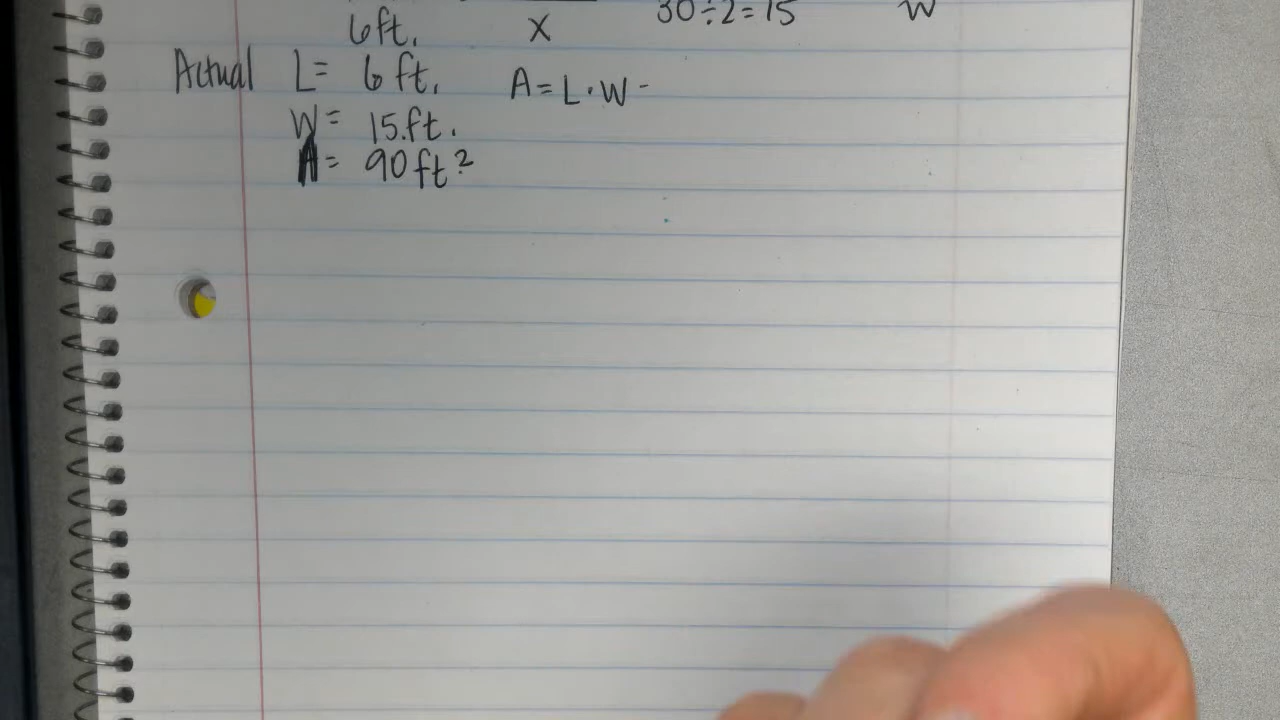 30÷2=15 W
6ft. X
Actual L= 6 ft. A=L·W-
W= 15.ft.
A= 90ft²